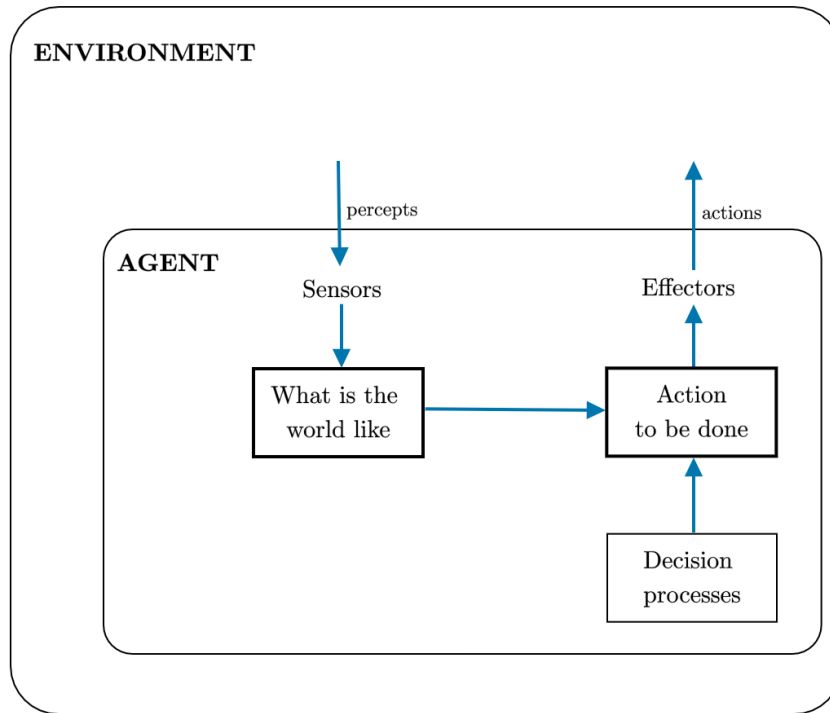 ENVIRONMENT
percepts
actions
AGENT
Sensors
Effectors
What is the
world like
Action
to be done
Decision
processes